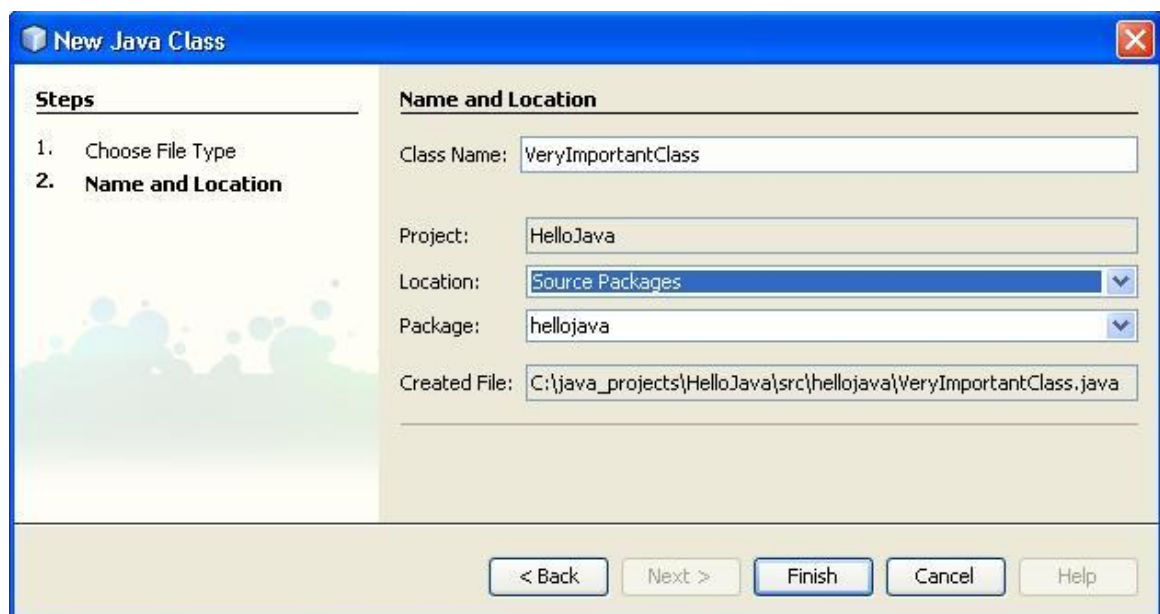 New Java Class
Steps
1. Choose File Type
2. Name and Location
Name and Location
Class Name: VeryImportantClass
Project: HelloJava
Location: Source Packages
Package: hellojava
Created File: C:\java_projects\HelloJava\src\hellojava\VeryImportantClass.java
< Back Next > Finish Cancel Help